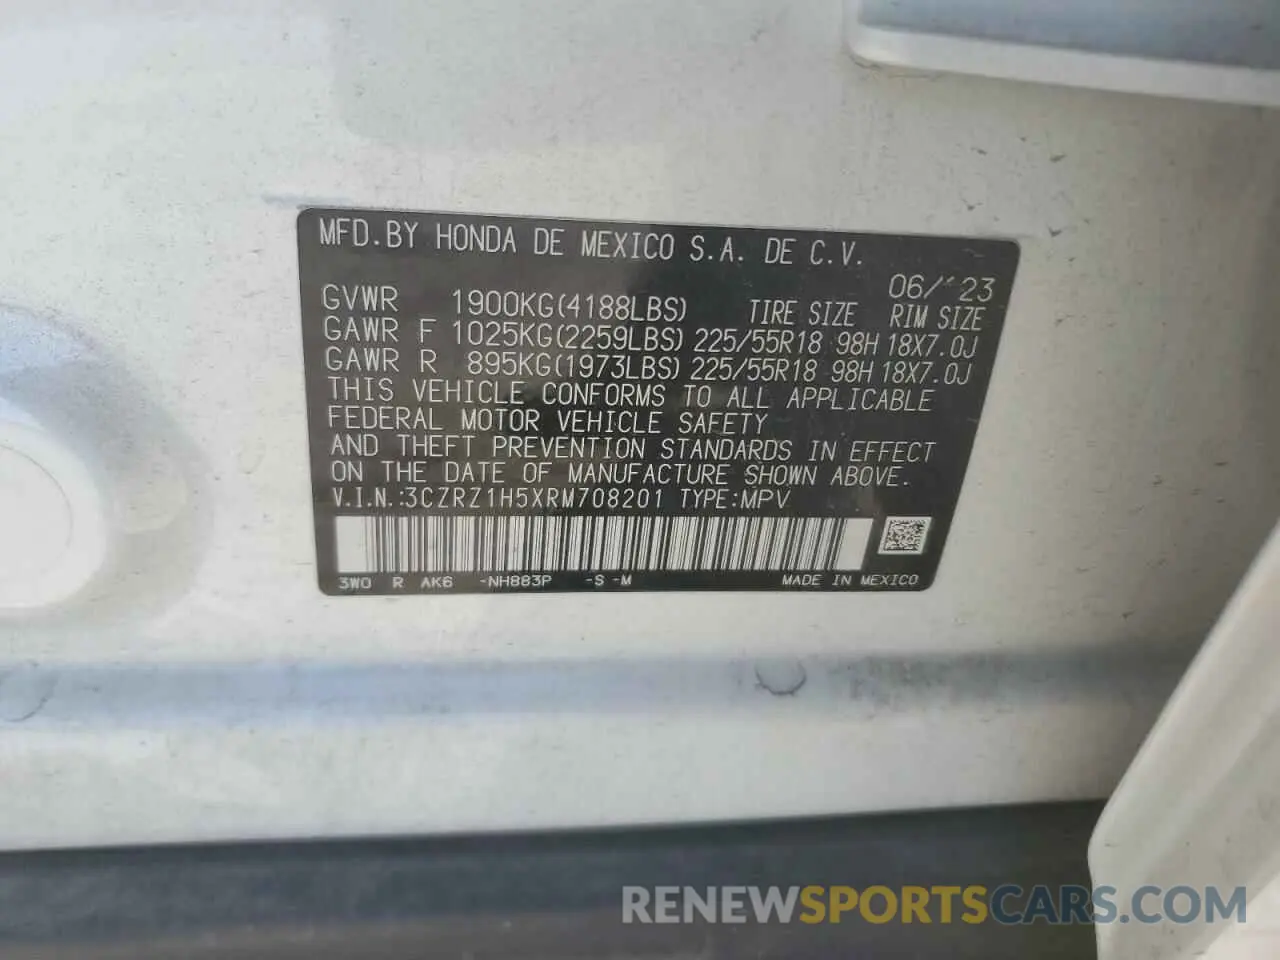 MFD.BY HONDA DE MEXICO S.A. DE C.V.
06/'23
GVWR 1900KG(4188LBS) TIRE SIZE RIM SIZE
GAWR F 1025KG(2259LBS) 225/55R18 98H 18X7.0J
GAWR R 895KG(1973LBS) 225/55R18 98H 18X7.0J
THIS VEHICLE CONFORMS TO ALL APPLICABLE
FEDERAL MOTOR VEHICLE SAFETY
AND THEFT PREVENTION STANDARDS IN EFFECT
ON THE DATE OF MANUFACTURE SHOWN ABOVE.
V.I.N.:3CZRZ1H5XRM708201 TYPE:MPV
3WO R AK6 -NH883P -S -M MADE IN MEXICO
RENEWSPORTSCARS.COM